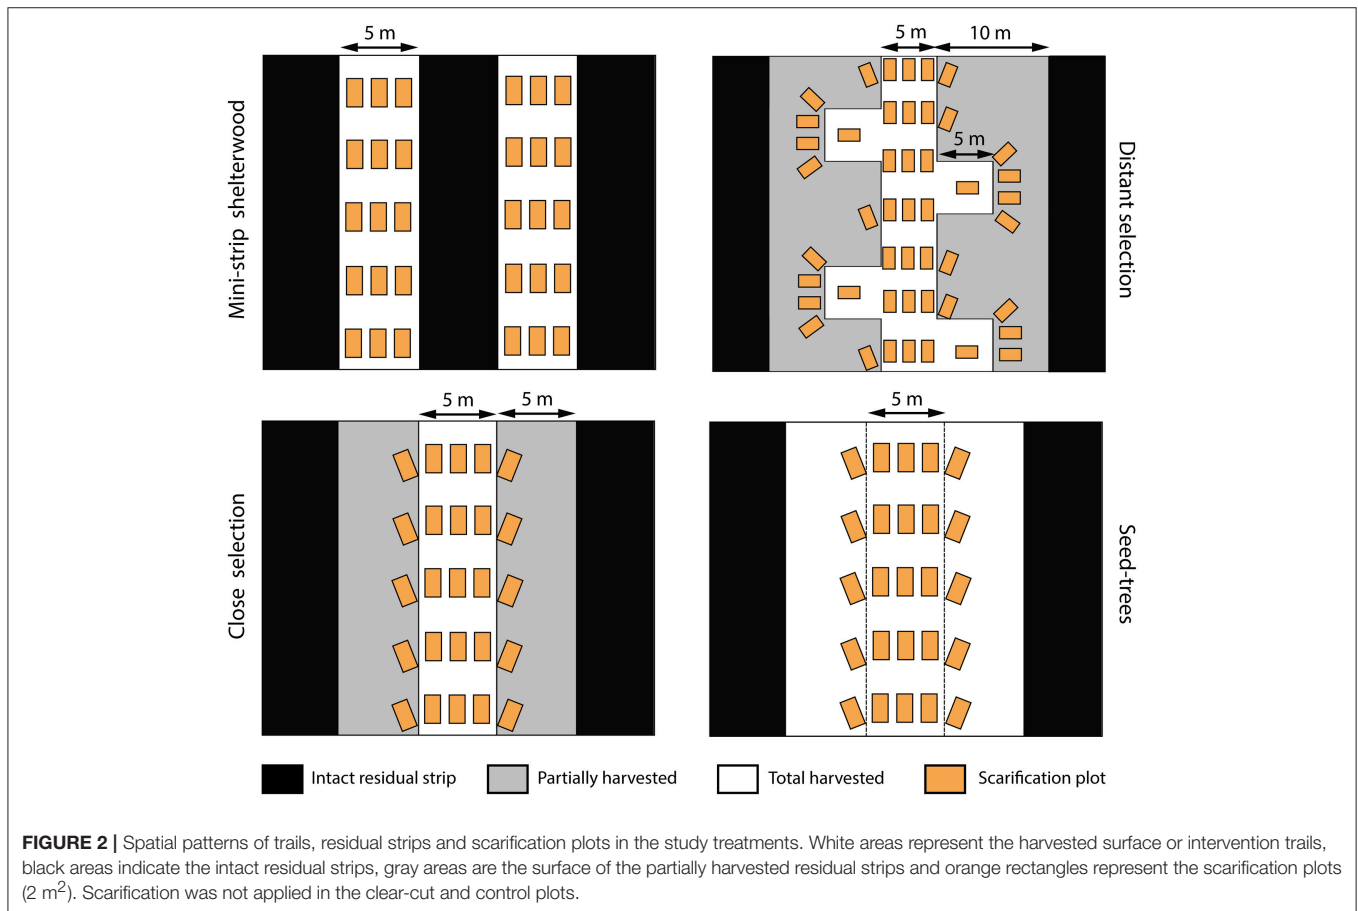 5 m
5 m
10 m
Mini-strip shelterwood
5 m
Distant selection
5 m
5 m
5 m
Close selection
Seed-trees
Intact residual strip
Partially harvested
Total harvested
Scarification plot
FIGURE 2 | Spatial patterns of trails, residual strips and scarification plots in the study treatments. White areas represent the harvested surface or intervention trails,
black areas indicate the intact residual strips, gray areas are the surface of the partially harvested residual strips and orange rectangles represent the scarification plots
(2 m²). Scarification was not applied in the clear-cut and control plots.